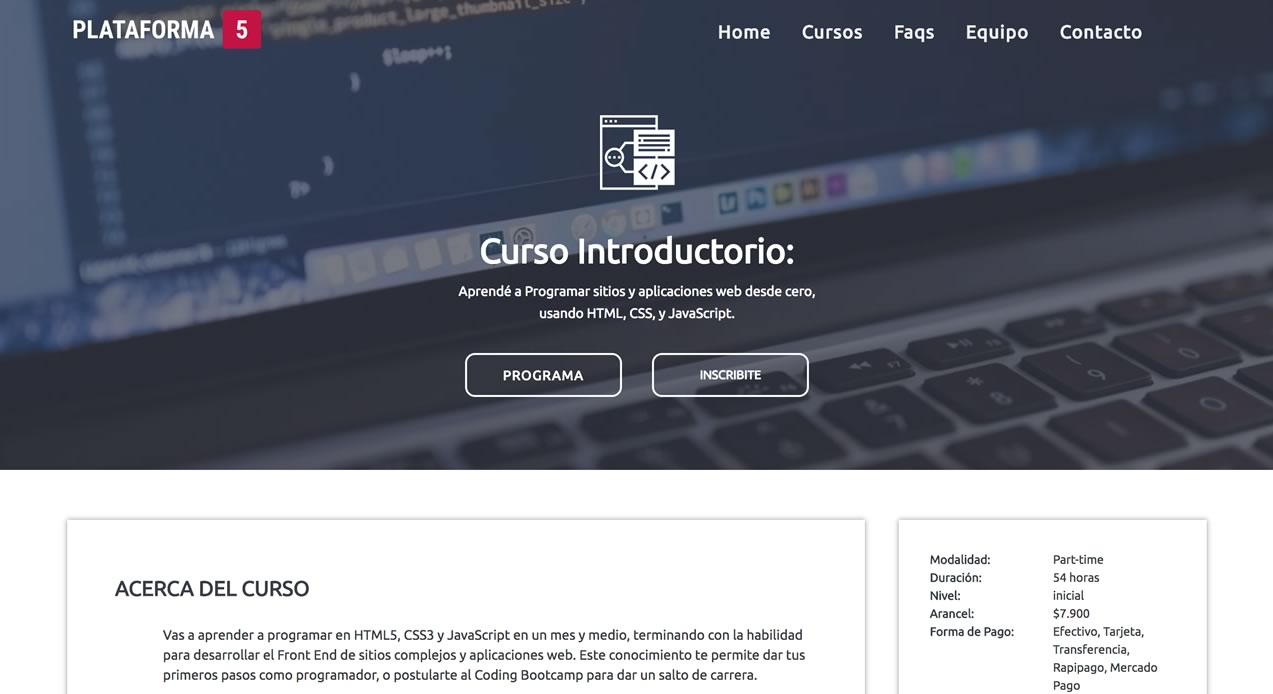 PLATAFORMA 5
Home Cursos Faqs Equipo Contacto
$loop++;
}
}
?>
</>
Curso Introductorio:
Aprendé a Programar sitios y aplicaciones web desde cero,
usando HTML, CSS, y JavaScript.
PROGRAMA INSCRIBITE
ACERCA DEL CURSO
Vas a aprender a programar en HTML5, CSS3 y JavaScript en un mes y medio, terminando con la habilidad
para desarrollar el Front End de sitios complejos y aplicaciones web. Este conocimiento te permite dar tus
primeros pasos como programador, o postularte al Coding Bootcamp para dar un salto de carrera.
Modalidad: Part-time
Duración: 54 horas
Nivel: inicial
Arancel: $7.900
Forma de Pago: Efectivo, Tarjeta,
Transferencia,
Rapipago, Mercado
Pago